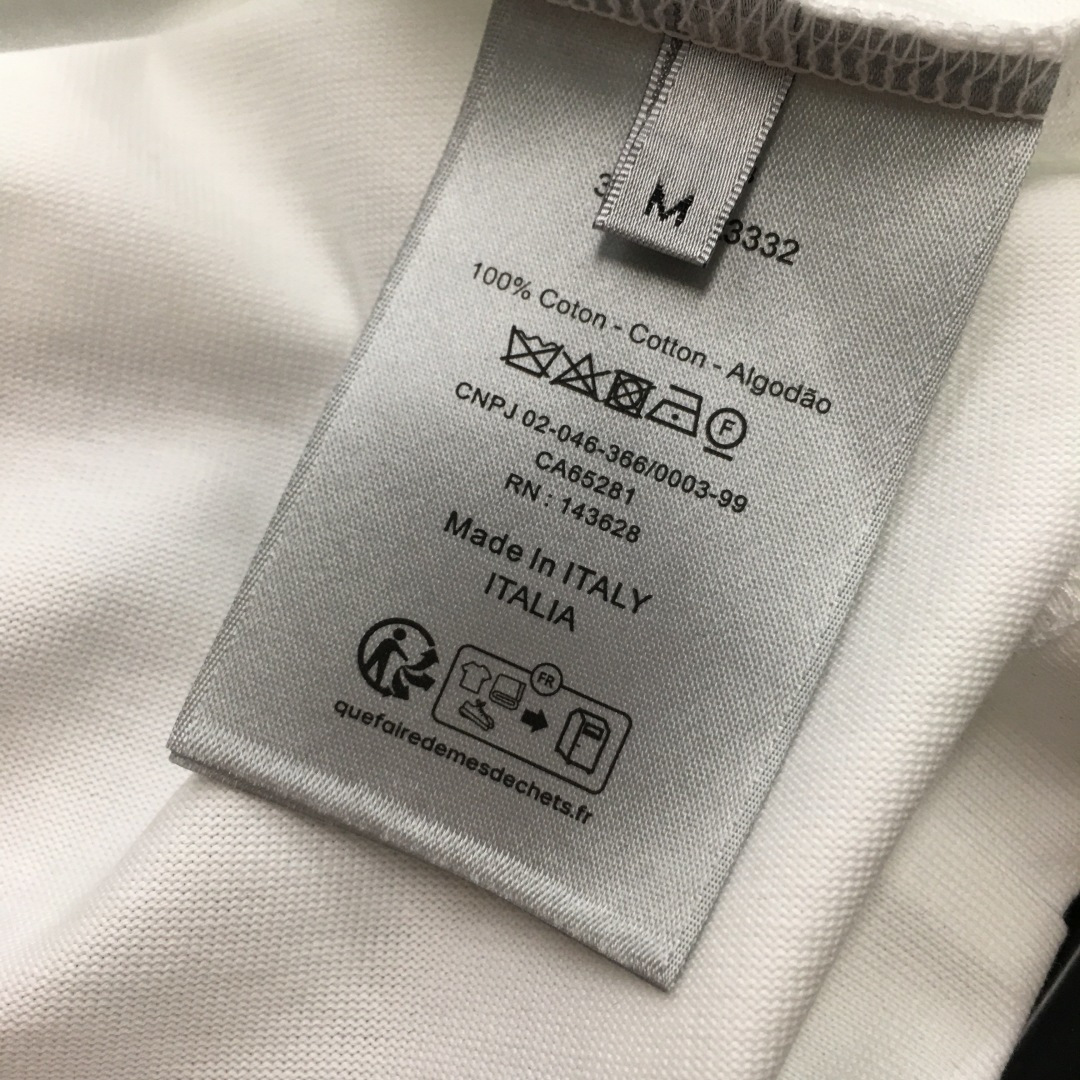 M
3332
100% Coton - Cotton - Algodão
F
CNPJ 02-046-366/0003-99
CA65281
RN : 143628
Made In ITALY
ITALIA
FR
quefairedemesdechets.fr